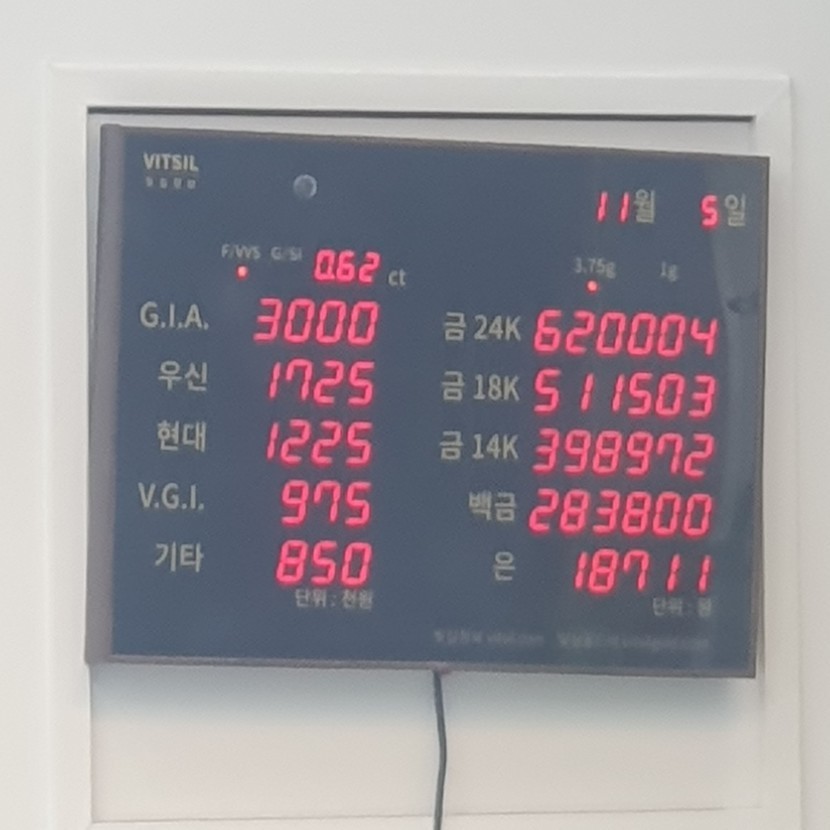 VITSIL
11월 5일
F/VVS G/SI 0.62 ct
3.75g 1g
G.I.A. 3000
금 24K 620004
우신 1725
금 18K 511503
현대 1225
금 14K 398972
V.G.I. 975
백금 283800
기타 850
은 18711
단위 : 천원
단위 : 원